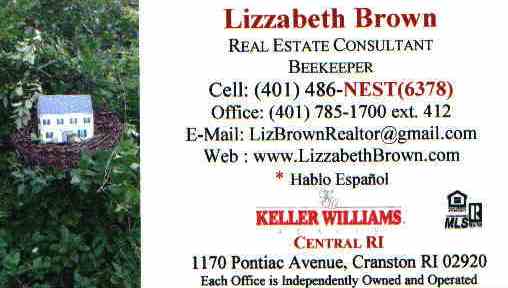 Lizzabeth Brown
REAL ESTATE CONSULTANT
BEEKEEPER
Cell: (401) 486-NEST(6378)
Office: (401) 785-1700 ext. 412
E-Mail: LizBrownRealtor@gmail.com
Web : www.LizzabethBrown.com
* Hablo Español
KELLER WILLIAMS
REALTY
CENTRAL RI
MLS
1170 Pontiac Avenue, Cranston RI 02920
Each Office is Independently Owned and Operated